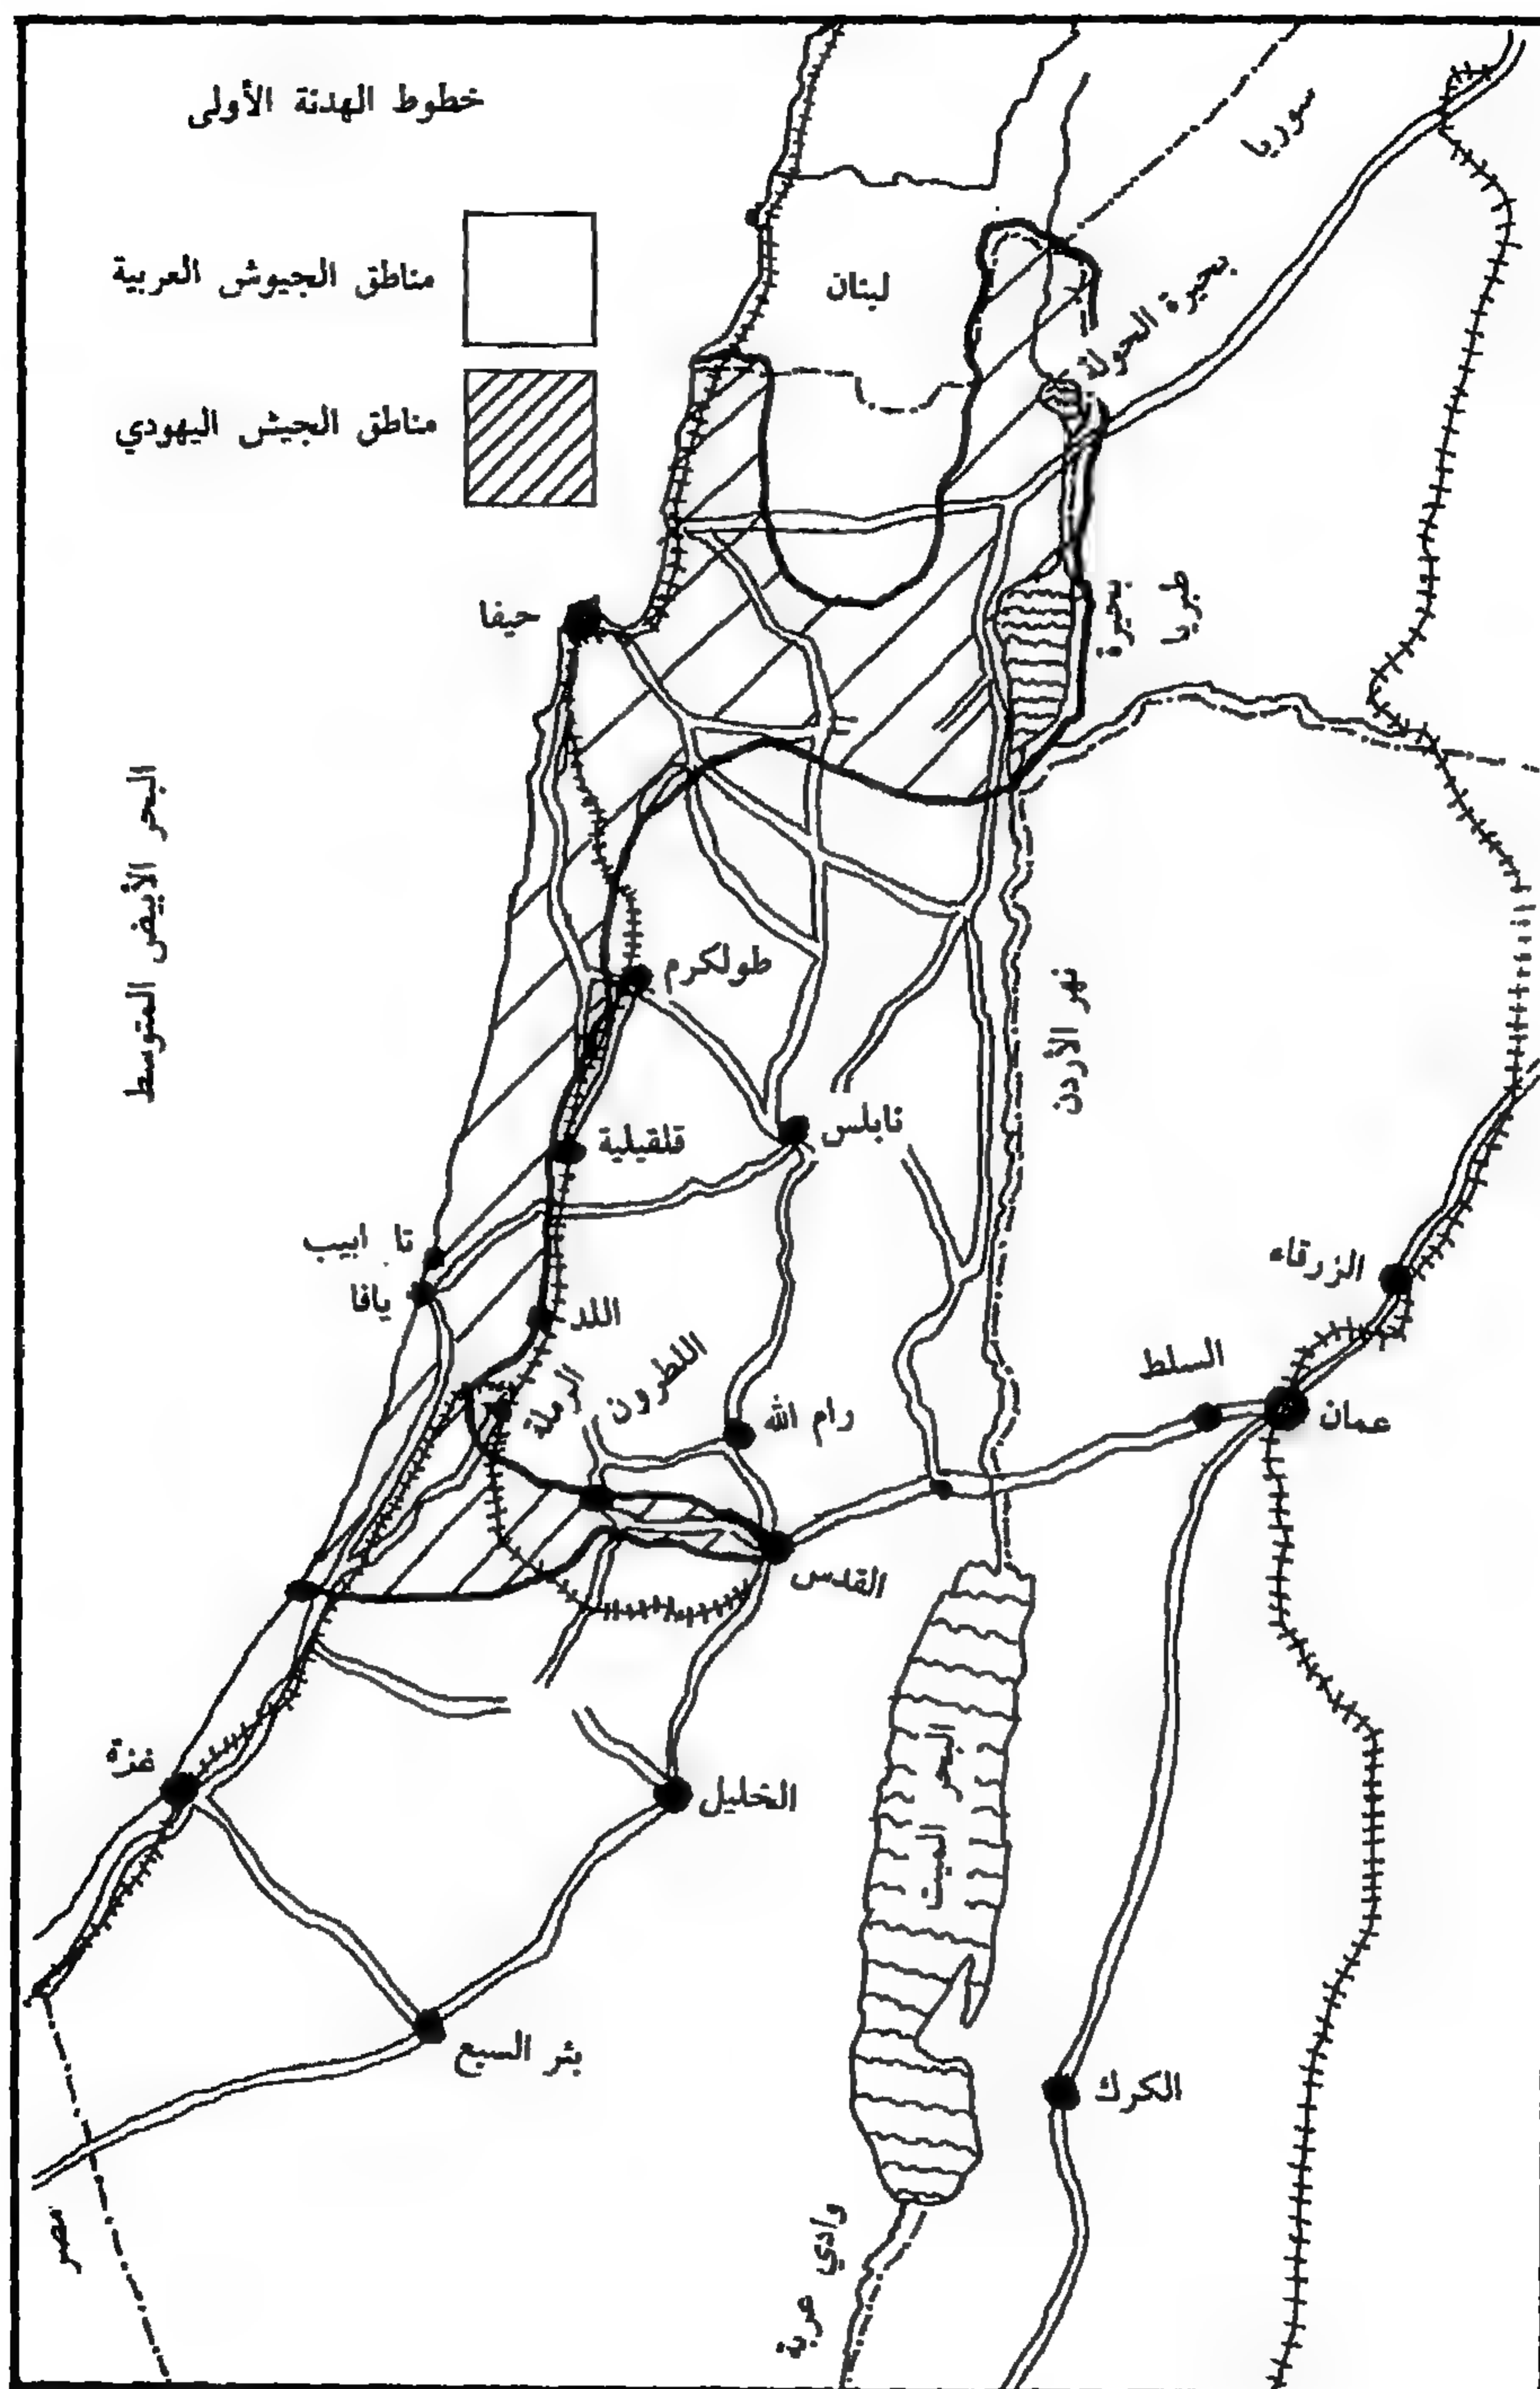 خطوط الهدنة الأولى
مناطق الجيوش العربية
مناطق الجيش اليهودي
سوريا
لبنان
بحيرة الحولة
حيفا
بحيرة
طبريا
البحر الأبيض المتوسط
طولكرم
نهر الأردن
نابلس
قلقيلية
تا ابيب
يافا
اللد
الزرقاء
السلط
عمان
اللطرون
الرملة
رام الله
القدس
البحر
الميت
غزة
الخليل
بئر السبع
الكرك
مصر
وادي
عربة